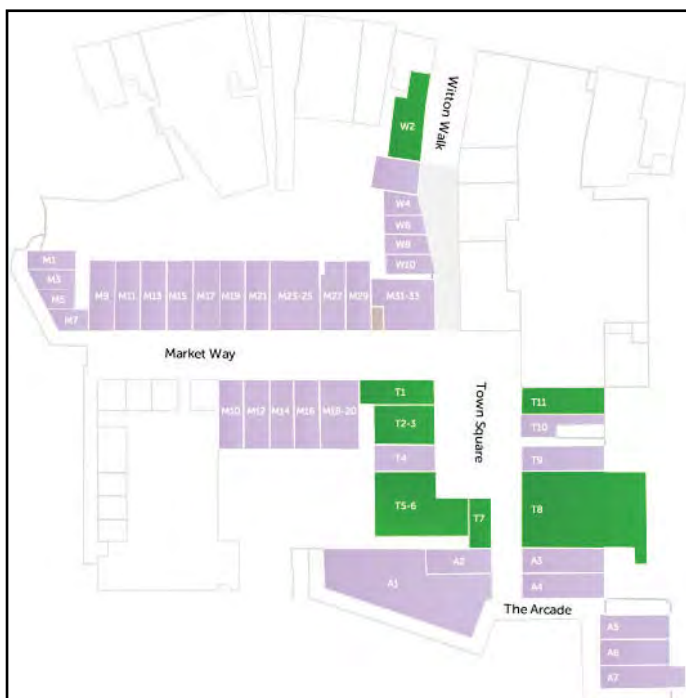 W2
Witton Walk
W4
W6
W8
W10
M1
M3
M5
M7
M9 M11 M13 M15 M17 M19 M21 M23-25 M27 M29 M31-33
Market Way
Town Square
M10 M12 M14 M16 M18-20
T1
T2-3
T4
T5-6
T7
T11
T10
T9
T8
A1
A2
A3
A4
The Arcade
A5
A6
A7